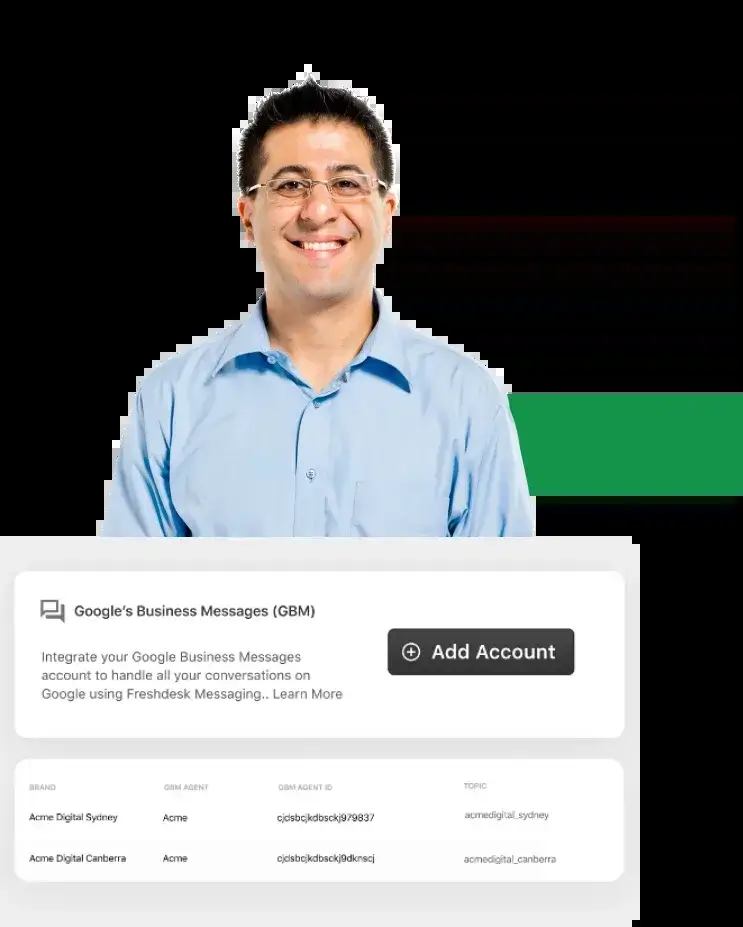 Google's Business Messages (GBM)
Integrate your Google Business Messages
account to handle all your conversations on
Google using Freshdesk Messaging.. Learn More
Add Account
BRAND GBM AGENT GBM AGENT ID TOPIC
Acme Digital Sydney Acme cjdsbcjkdbsckj979837 acmedigital_sydney
Acme Digital Canberra Acme cjdsbcjkdbsckj9dknscj acmedigital_canberra